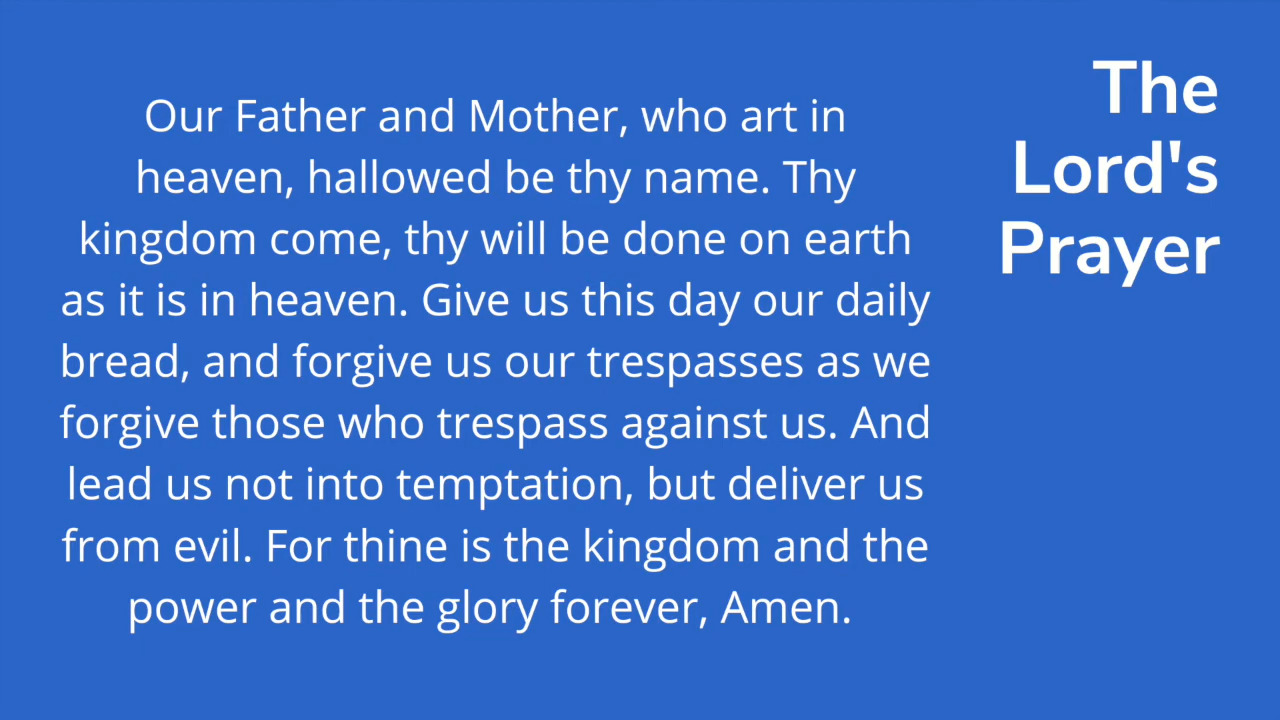 The
Lord's
Prayer
Our Father and Mother, who art in
heaven, hallowed be thy name. Thy
kingdom come, thy will be done on earth
as it is in heaven. Give us this day our daily
bread, and forgive us our trespasses as we
forgive those who trespass against us. And
lead us not into temptation, but deliver us
from evil. For thine is the kingdom and the
power and the glory forever, Amen.